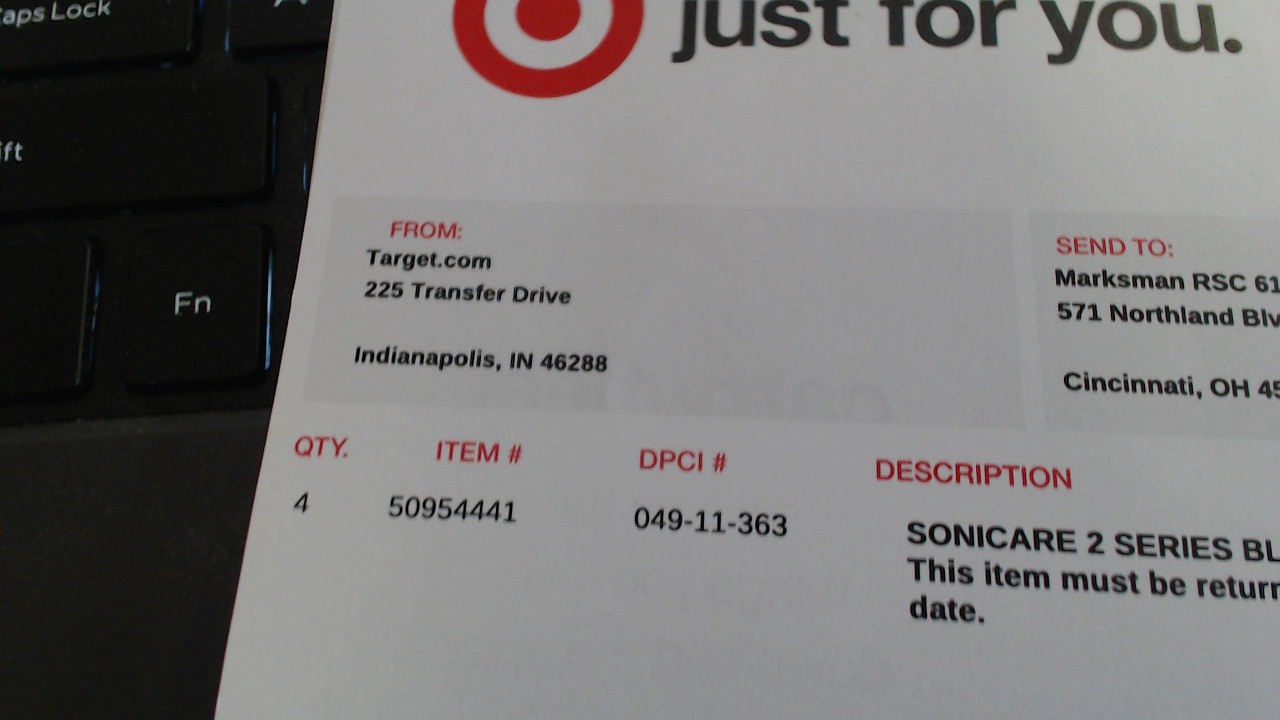 Caps Lock
Fn
just for you.
FROM:
Target.com
225 Transfer Drive
Indianapolis, IN 46288
SEND TO:
Marksman RSC 61
571 Northland Blv
Cincinnati, OH 45
QTY. ITEM # DPCI # DESCRIPTION
4 50954441 049-11-363 SONICARE 2 SERIES BL
This item must be return
date.